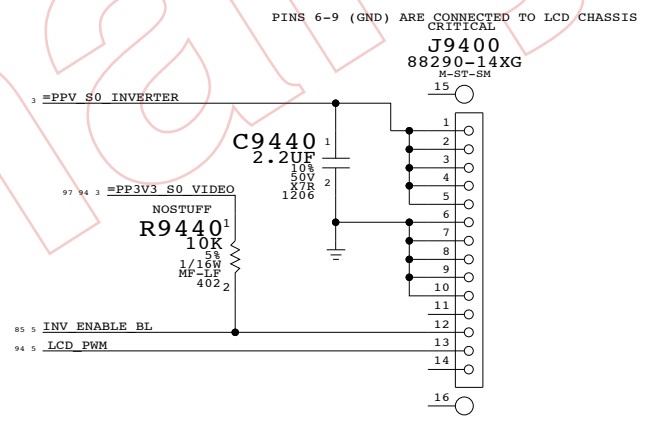 PINS 6-9 (GND) ARE CONNECTED TO LCD CHASSIS
CRITICAL
J9400
88290-14XG
M-ST-SM
15
3 =PPV_S0_INVERTER
1
2
3
4
5
6
7
8
9
10
11
12
13
14
16
C9440 1
2.2UF
10%
50V
X7R 2
1206
97 94 3 =PP3V3_S0_VIDEO
NOSTUFF
R9440 1
10K
5%
1/16W
MF-LF
402 2
85 5 INV_ENABLE_BL
94 5 LCD_PWM